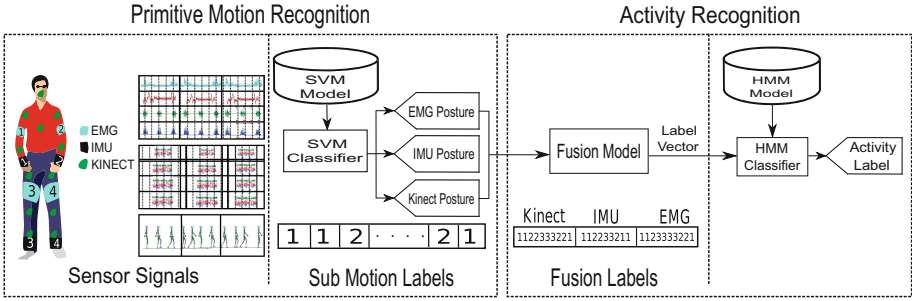 Primitive Motion Recognition
Activity Recognition
1
2
1
2
3
4
3
4
EMG
IMU
KINECT
Sensor Signals
SVM
Model
SVM
Classifier
EMG Posture
IMU Posture
Kinect Posture
1 1 2 · · · · 2 1
Sub Motion Labels
Fusion Model
Label
Vector
Kinect IMU EMG
1122333221 112233211 1123333221
Fusion Labels
HMM
Model
HMM
Classifier
Activity
Label